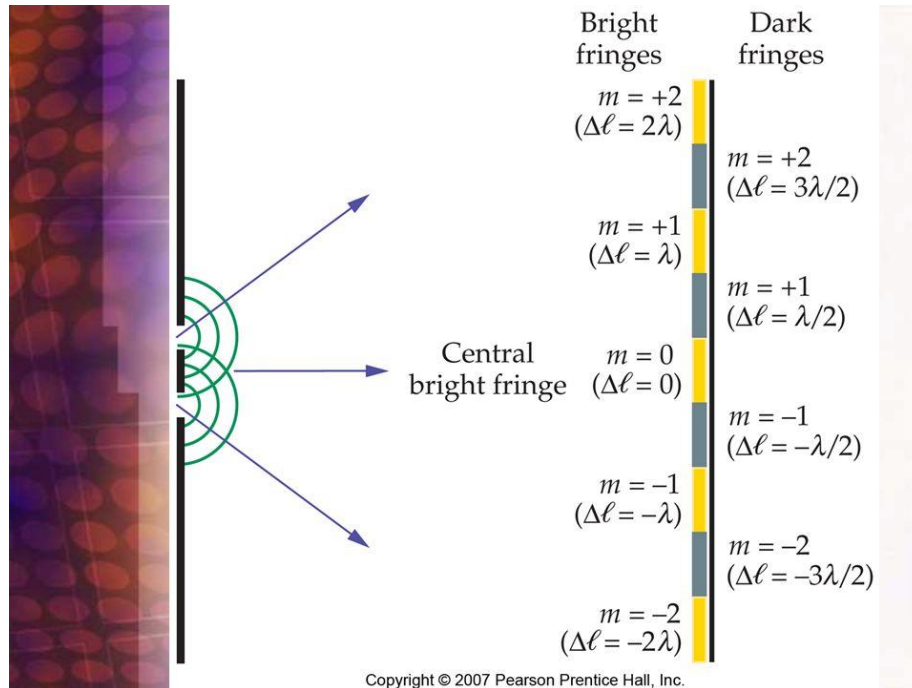 Bright
fringes
Dark
fringes
m = +2
(Δℓ = 2λ)
m = +2
(Δℓ = 3λ/2)
m = +1
(Δℓ = λ)
m = +1
(Δℓ = λ/2)
Central
bright fringe
m = 0
(Δℓ = 0)
m = –1
(Δℓ = –λ/2)
m = –1
(Δℓ = –λ)
m = –2
(Δℓ = –3λ/2)
m = –2
(Δℓ = –2λ)
Copyright © 2007 Pearson Prentice Hall, Inc.